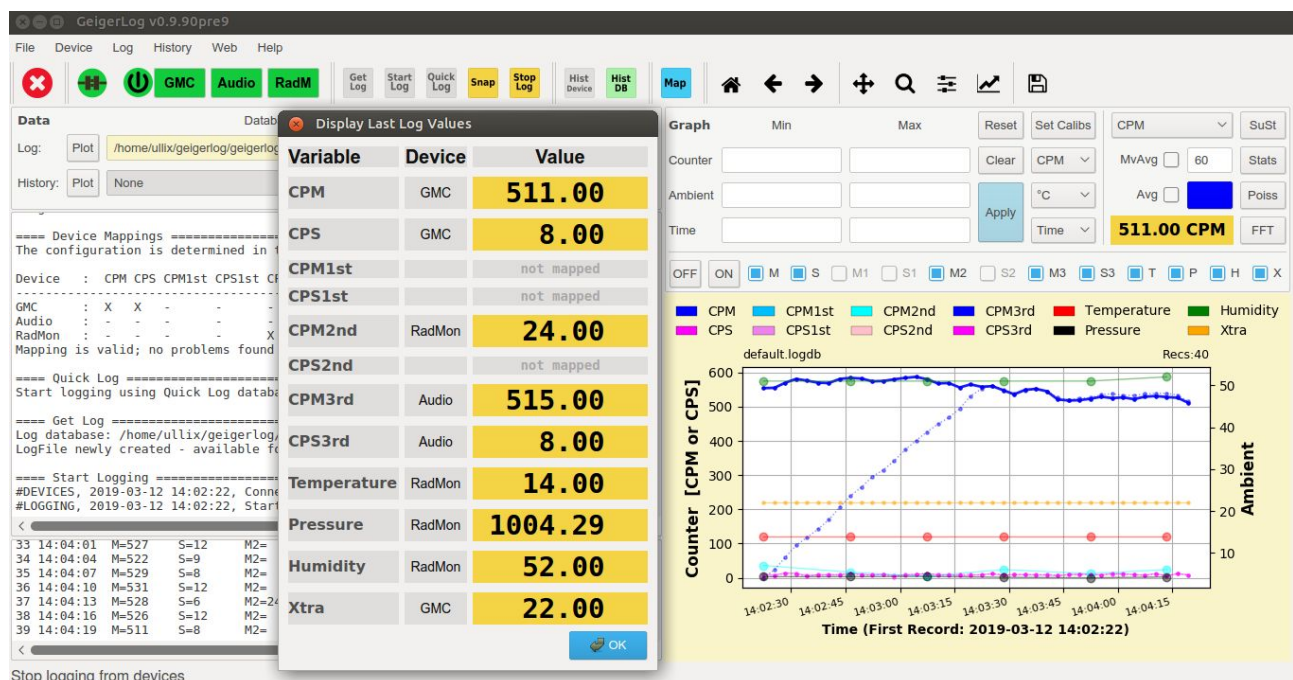 GeigerLog v0.9.90pre9
File Device Log History Web Help
GMC Audio RadM Get Log Start Log Quick Log Snap Stop Log Hist Device Hist DB Map
Data Datab
Log: Plot /home/ullix/geigerlog/geigerlog
History: Plot None
==== Device Mappings ================
The configuration is determined in t
Device : CPM CPS CPM1st CPS1st CP
GMC : X X - - -
Audio : - - - - -
RadMon : - - - - X
Mapping is valid; no problems found
==== Quick Log ======================
Start logging using Quick Log databa
==== Get Log ========================
Log database: /home/ullix/geigerlog/
LogFile newly created - available fo
==== Start Logging ==================
#DEVICES, 2019-03-12 14:02:22, Conne
#LOGGING, 2019-03-12 14:02:22, Start
33 14:04:01 M=527 S=12 M2=
34 14:04:04 M=522 S=9 M2=
35 14:04:07 M=529 S=8 M2=
36 14:04:10 M=531 S=12 M2=
37 14:04:13 M=528 S=6 M2=24
38 14:04:16 M=526 S=12 M2=
39 14:04:19 M=511 S=8 M2=
Stop logging from devices
Display Last Log Values
Variable Device Value
CPM GMC 511.00
CPS GMC 8.00
CPM1st not mapped
CPS1st not mapped
CPM2nd RadMon 24.00
CPS2nd not mapped
CPM3rd Audio 515.00
CPS3rd Audio 8.00
Temperature RadMon 14.00
Pressure RadMon 1004.29
Humidity RadMon 52.00
Xtra GMC 22.00
OK
Graph Min Max Reset Set Calibs CPM SuSt
Counter Clear CPM MvAvg 60 Stats
Ambient Apply °C Avg Poiss
Time Time 511.00 CPM FFT
OFF ON M S M1 S1 M2 S2 M3 S3 T P H X
CPM CPM1st CPM2nd CPM3rd Temperature Humidity
CPS CPS1st CPS2nd CPS3rd Pressure Xtra
default.logdb Recs:40
Counter [CPM or CPS]
600
500
400
300
200
100
0
50
40
30
20
10
Ambient
14:02:30 14:02:45 14:03:00 14:03:15 14:03:30 14:03:45 14:04:00 14:04:15
Time (First Record: 2019-03-12 14:02:22)